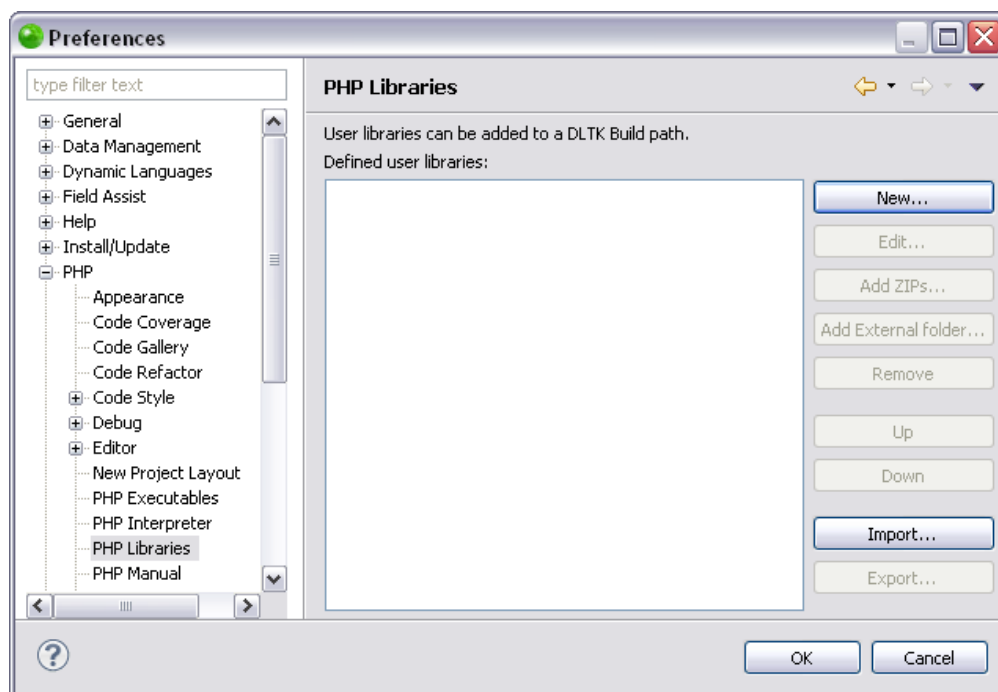 Preferences
type filter text
General
Data Management
Dynamic Languages
Field Assist
Help
Install/Update
PHP
Appearance
Code Coverage
Code Gallery
Code Refactor
Code Style
Debug
Editor
New Project Layout
PHP Executables
PHP Interpreter
PHP Libraries
PHP Manual
PHP Libraries
User libraries can be added to a DLTK Build path.
Defined user libraries:
New...
Edit...
Add ZIPs...
Add External folder...
Remove
Up
Down
Import...
Export...
?
OK
Cancel